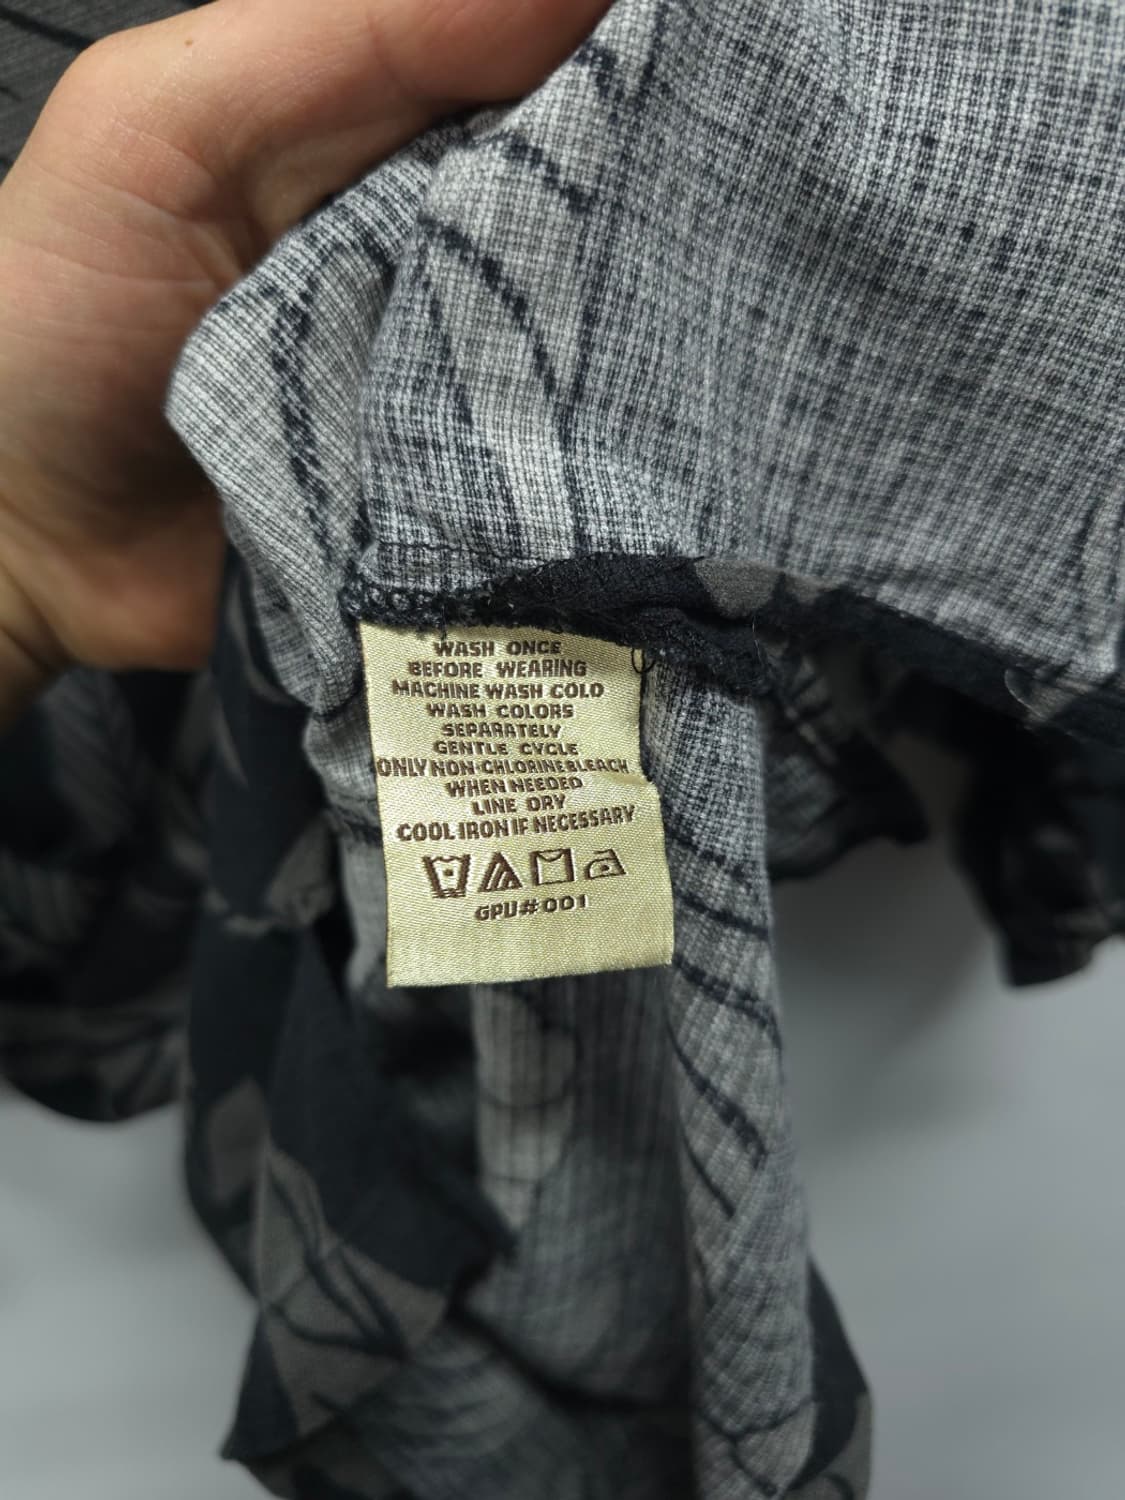 WASH ONCE
BEFORE WEARING
MACHINE WASH COLD
WASH COLORS
SEPARATELY
GENTLE CYCLE
ONLY NON-CHLORINE BLEACH
WHEN NEEDED
LINE DRY
COOL IRON IF NECESSARY
GPU#001